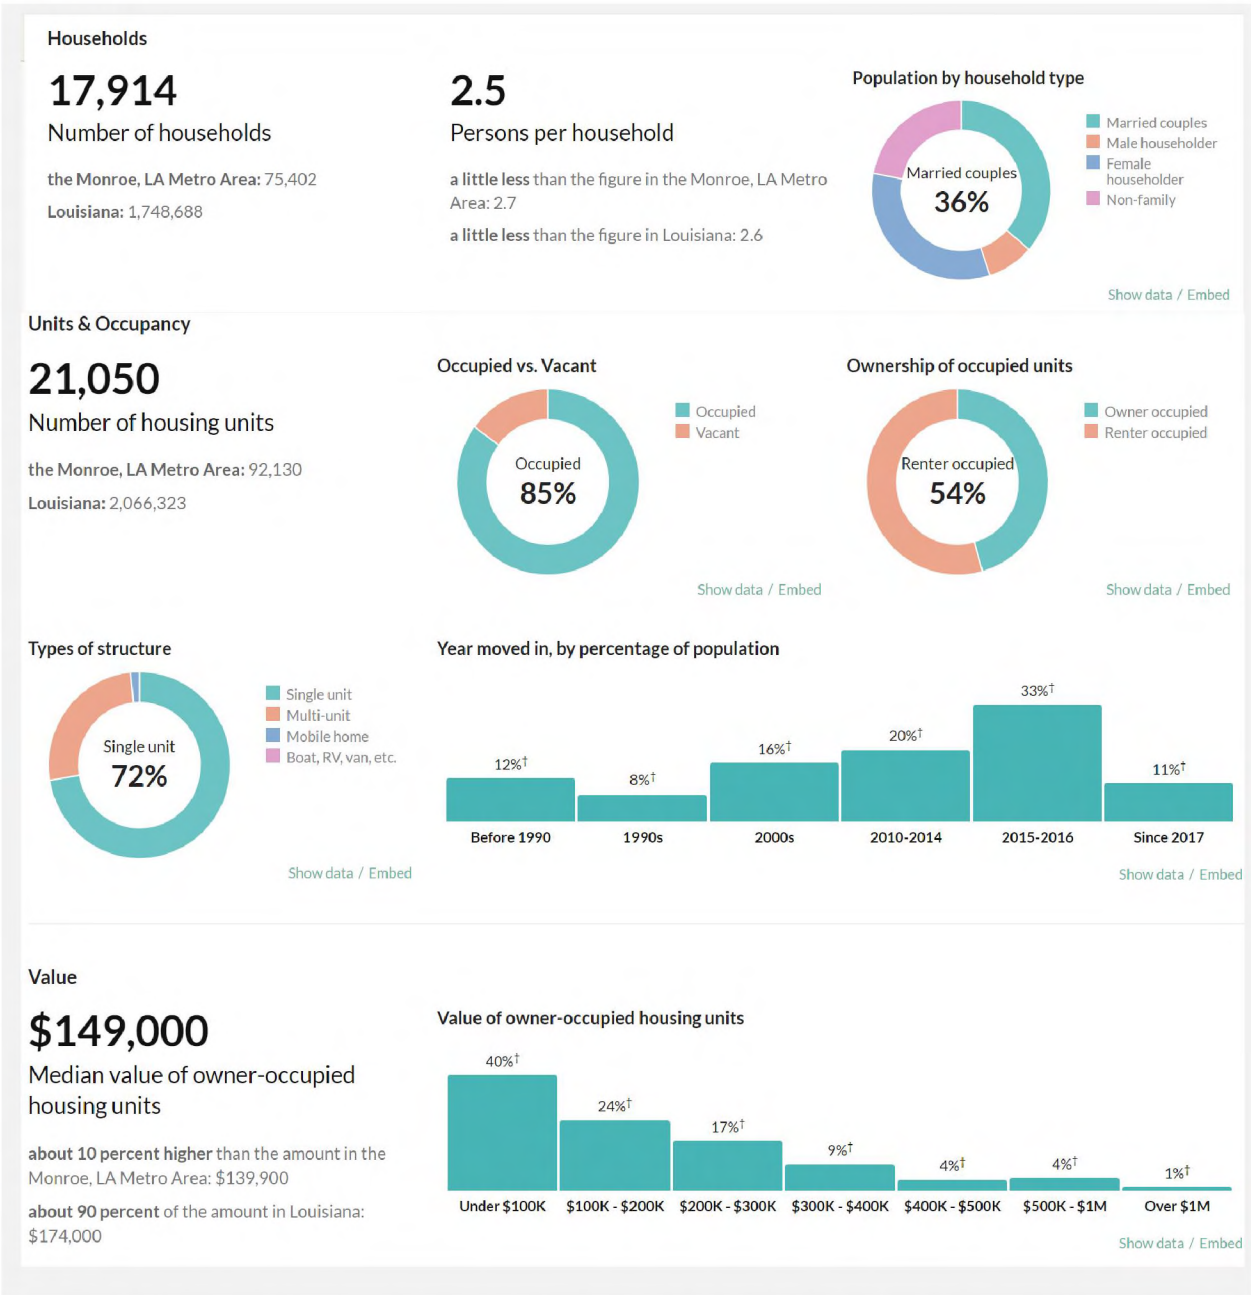 Households
17,914
Number of households
the Monroe, LA Metro Area: 75,402
Louisiana: 1,748,688
2.5
Persons per household
a little less than the figure in the Monroe, LA Metro
Area: 2.7
a little less than the figure in Louisiana: 2.6
Population by household type
Married couples
36%
Married couples
Male householder
Female
householder
Non-family
Show data / Embed
Units & Occupancy
21,050
Number of housing units
the Monroe, LA Metro Area: 92,130
Louisiana: 2,066,323
Occupied vs. Vacant
Occupied
85%
Occupied
Vacant
Show data / Embed
Ownership of occupied units
Renter occupied
54%
Owner occupied
Renter occupied
Show data / Embed
Types of structure
Single unit
72%
Single unit
Multi-unit
Mobile home
Boat, RV, van, etc.
Show data / Embed
Year moved in, by percentage of population
12%†
8%†
16%†
20%†
33%†
11%†
Before 1990
1990s
2000s
2010-2014
2015-2016
Since 2017
Show data / Embed
Value
$149,000
Median value of owner-occupied
housing units
about 10 percent higher than the amount in the
Monroe, LA Metro Area: $139,900
about 90 percent of the amount in Louisiana:
$174,000
Value of owner-occupied housing units
40%†
24%†
17%†
9%†
4%†
4%†
1%†
Under $100K
$100K - $200K
$200K - $300K
$300K - $400K
$400K - $500K
$500K - $1M
Over $1M
Show data / Embed